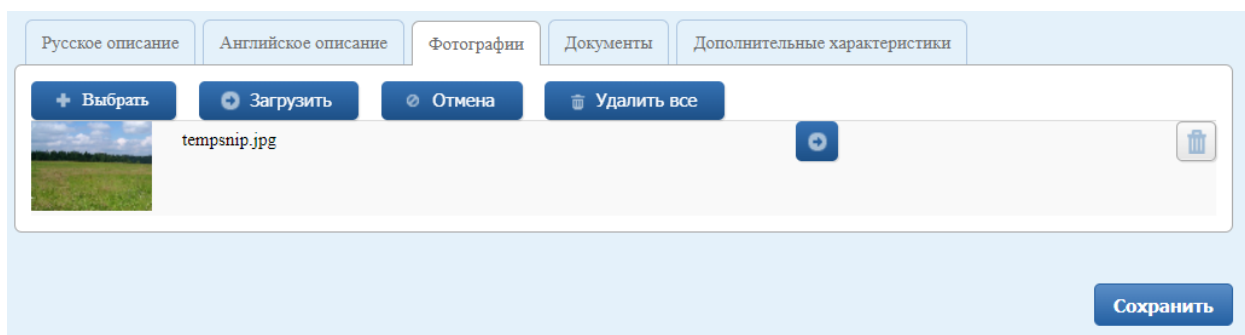 Русское описание Английское описание Фотографии Документы Дополнительные характеристики
Выбрать Загрузить Отмена Удалить все
tempsnip.jpg
Сохранить